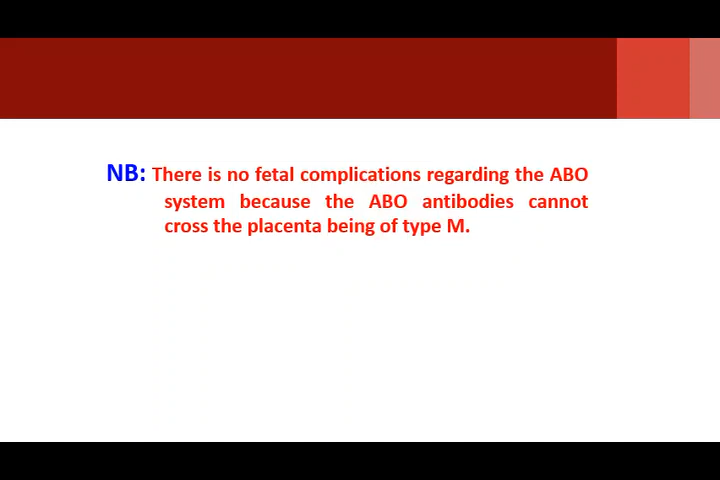 NB: There is no fetal complications regarding the ABO
system because the ABO antibodies cannot
cross the placenta being of type M.